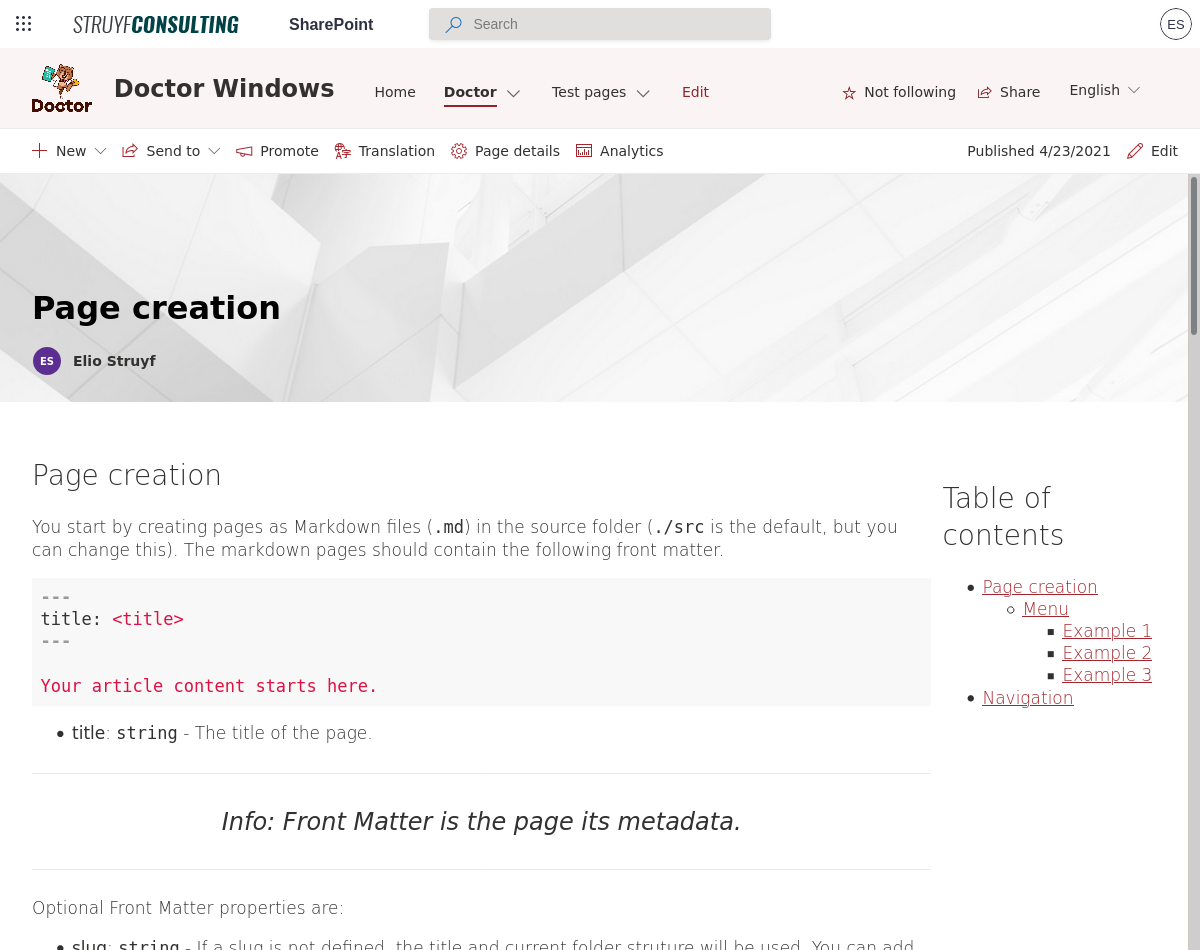 STRUYFCONSULTING SharePoint Search ES
Doctor
Doctor Windows Home Doctor Test pages Edit Not following Share English
New Send to Promote Translation Page details Analytics Published 4/23/2021 Edit
Page creation
ES Elio Struyf
Page creation
You start by creating pages as Markdown files (.md) in the source folder (./src is the default, but you
can change this). The markdown pages should contain the following front matter.
---
title: <title>
---
Your article content starts here.
• title: string - The title of the page.
Info: Front Matter is the page its metadata.
Optional Front Matter properties are:
• slug: string - If a slug is not defined, the title and current folder struture will be used. You can add
Table of
contents
• Page creation
◦ Menu
▪ Example 1
▪ Example 2
▪ Example 3
• Navigation